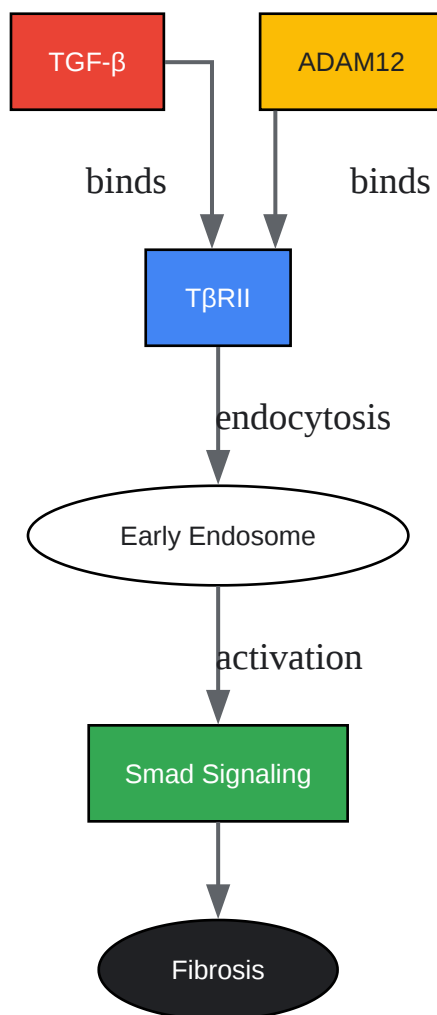 TGF-β
ADAM12
binds
binds
TβRII
endocytosis
Early Endosome
activation
Smad Signaling
Fibrosis